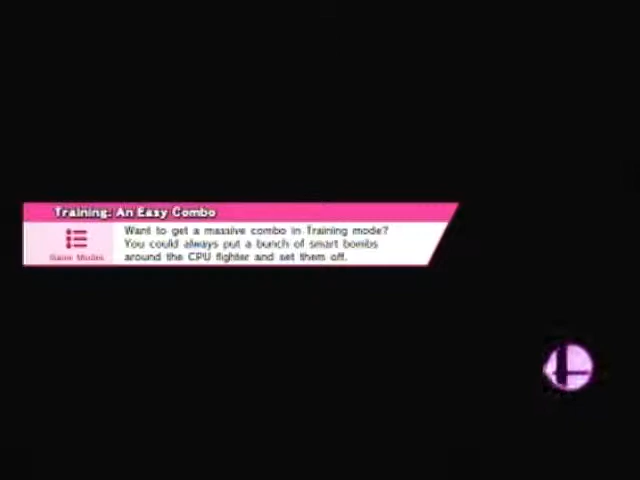 Training: An Easy Combo
Want to get a massive combo in Training mode?
You could always put a bunch of smart bombs
around the CPU fighter and set them off.
Game Modes